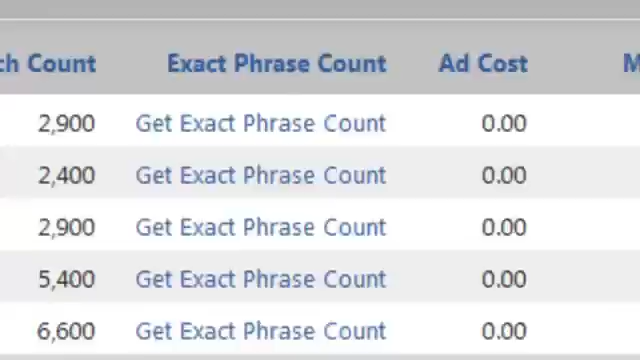 ch Count Exact Phrase Count Ad Cost M
2,900 Get Exact Phrase Count 0.00
2,400 Get Exact Phrase Count 0.00
2,900 Get Exact Phrase Count 0.00
5,400 Get Exact Phrase Count 0.00
6,600 Get Exact Phrase Count 0.00